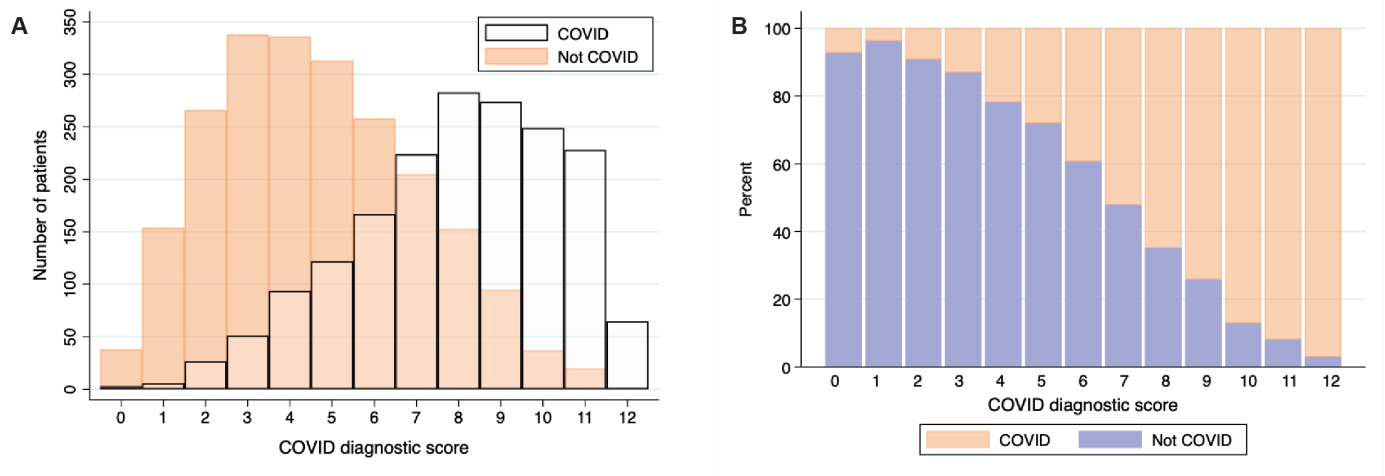 A
Number of patients
350
300
250
200
150
100
50
0
COVID
Not COVID
0 1 2 3 4 5 6 7 8 9 10 11 12
COVID diagnostic score
B
Percent
100
80
60
40
20
0
0 1 2 3 4 5 6 7 8 9 10 11 12
COVID diagnostic score
COVID Not COVID